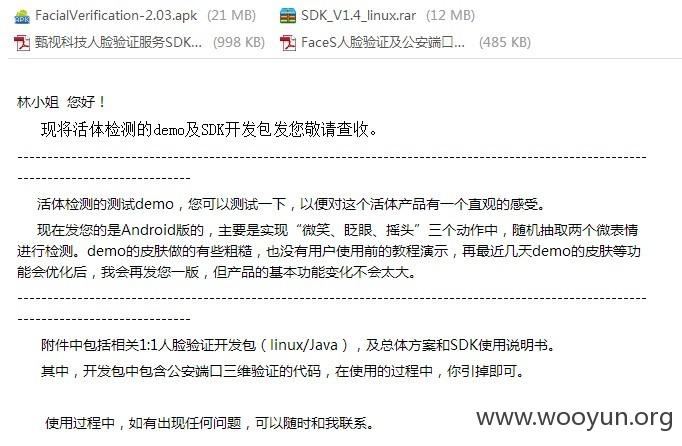 FacialVerification-2.03.apk (21 MB) SDK_V1.4_linux.rar (12 MB)
甄视科技人脸验证服务SDK... (998 KB) FaceS人脸验证及公安端口... (485 KB)
林小姐 您好！
现将活体检测的demo及SDK开发包发您敬请查收。
--------------------------------------------------------------------------------------------------------
-----------------------------
活体检测的测试demo，您可以测试一下，以便对这个活体产品有一个直观的感受。
现在发您的是Android版的，主要是实现“微笑、眨眼、摇头”三个动作中，随机抽取两个微表情
进行检测。demo的皮肤做的有些粗糙，也没有用户使用前的教程演示，再最近几天demo的皮肤等功
能会优化后，我会再发您一版，但产品的基本功能变化不会太大。
--------------------------------------------------------------------------------------------------------
-----------------------------
附件中包括相关1:1人脸验证开发包（linux/Java），及总体方案和SDK使用说明书。
其中，开发包中包含公安端口三维验证的代码，在使用的过程中，你引掉即可。
使用过程中，如有出现任何问题，可以随时和我联系。
www.wooyun.org